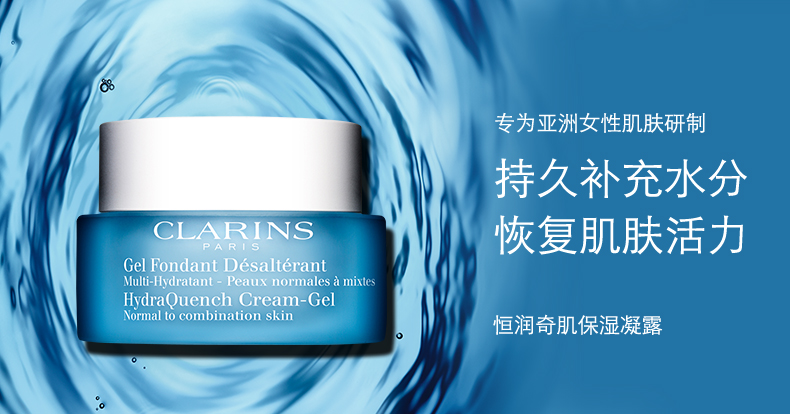 CLARINS
PARIS
Gel Fondant Désaltérant
Multi-Hydratant - Peaux normales à mixtes
HydraQuench Cream-Gel
Normal to combination skin
专为亚洲女性肌肤研制
持久补充水分
恢复肌肤活力
恒润奇肌保湿凝露